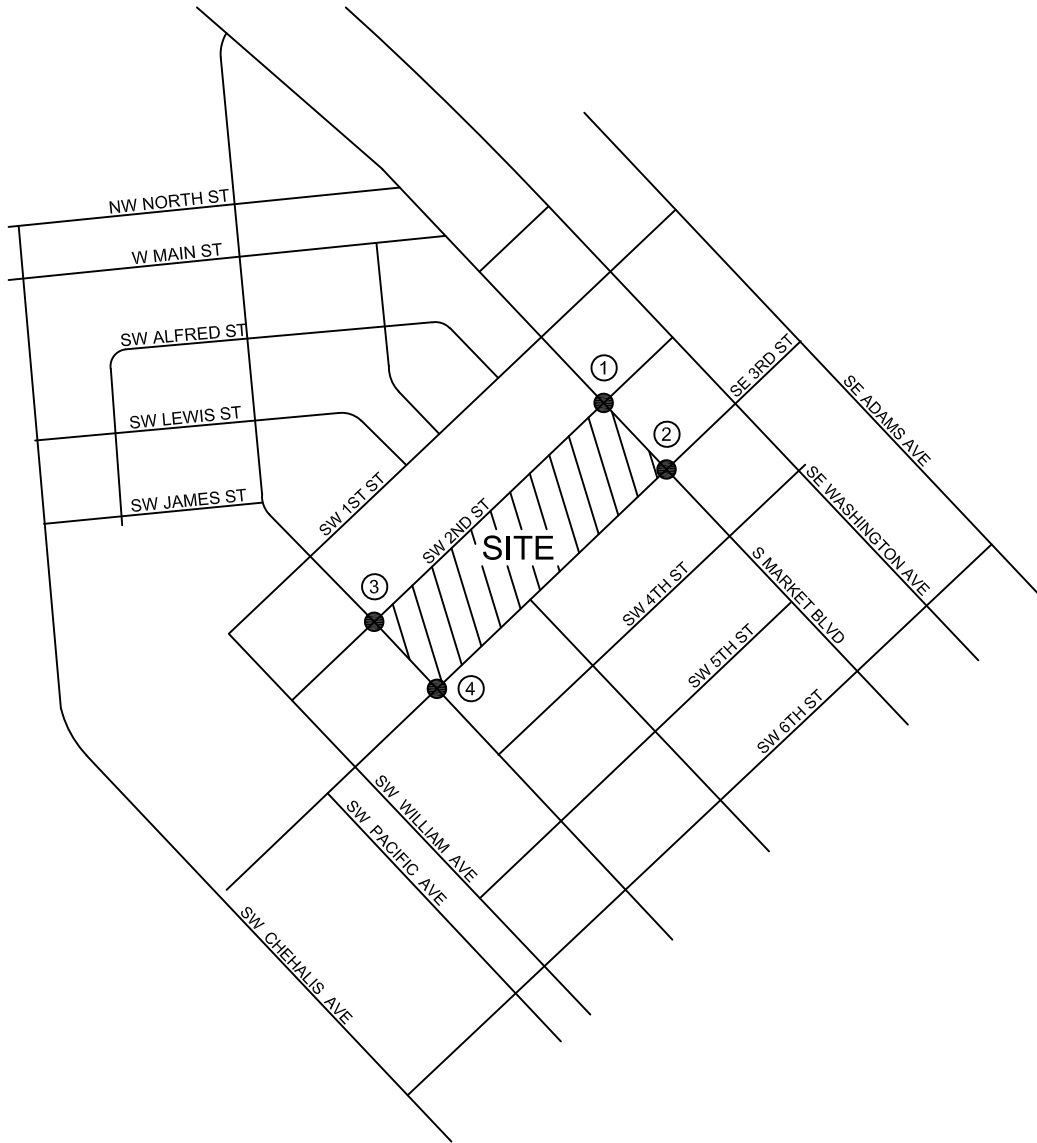 NW NORTH ST
W MAIN ST
SW ALFRED ST
SW LEWIS ST
SW JAMES ST
SW 1ST ST
SW 2ND ST
SITE
1
2
3
4
SE 3RD ST
SE ADAMS AVE
SE WASHINGTON AVE
S MARKET BLVD
SW 4TH ST
SW 5TH ST
SW 6TH ST
SW WILLIAM AVE
SW PACIFIC AVE
SW CHEHALIS AVE